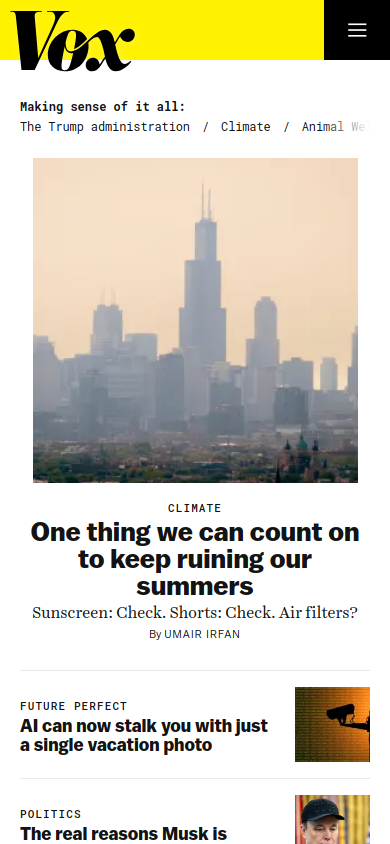 Vox
Making sense of it all:
The Trump administration / Climate / Animal We
CLIMATE
One thing we can count on
to keep ruining our
summers
Sunscreen: Check. Shorts: Check. Air filters?
By UMAIR IRFAN
FUTURE PERFECT
AI can now stalk you with just
a single vacation photo
POLITICS
The real reasons Musk is